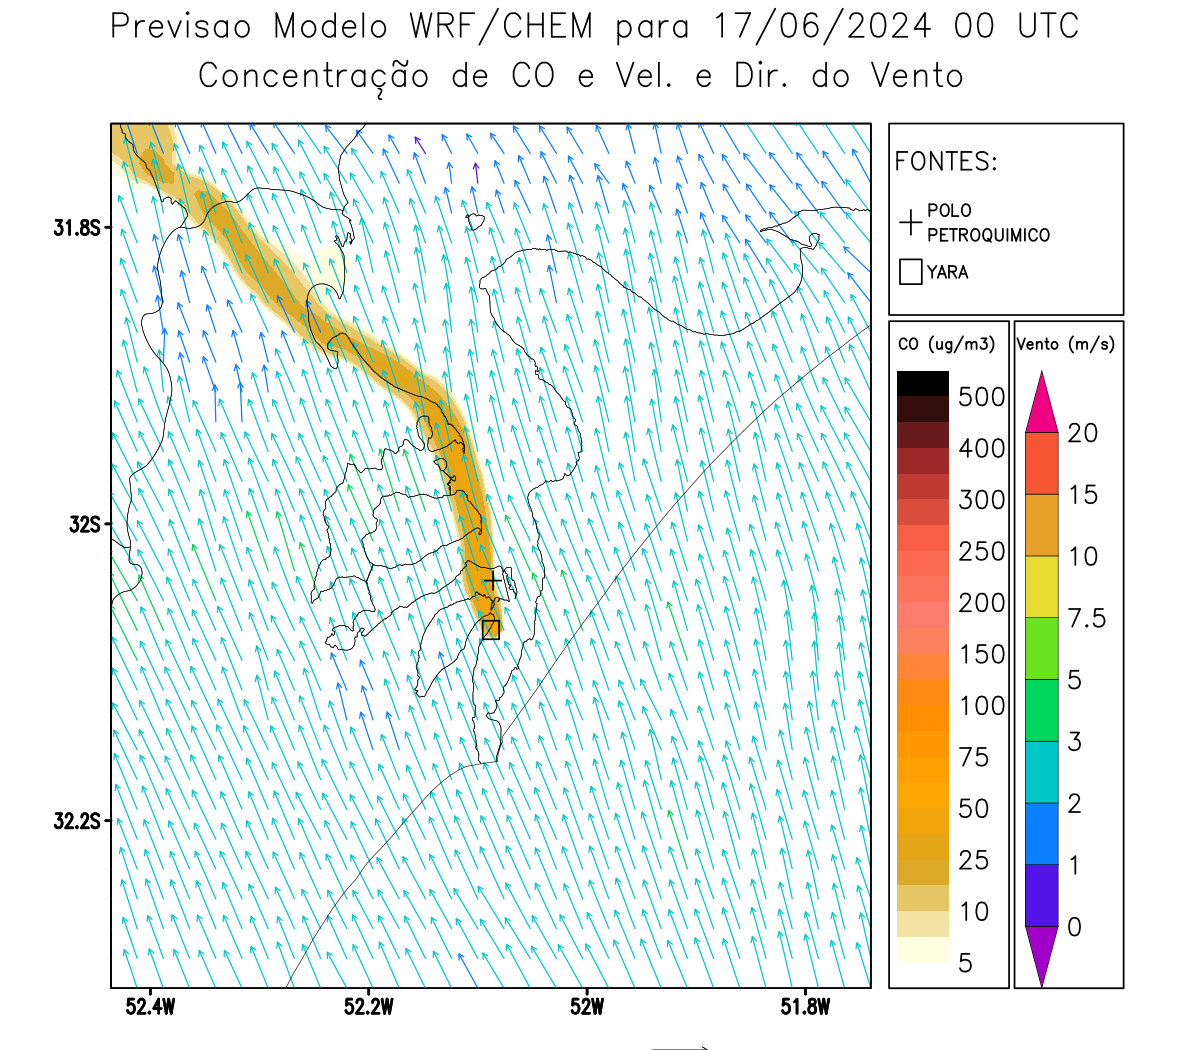 Previsao Modelo WRF/CHEM para 17/06/2024 00 UTC
Concentração de CO e Vel. e Dir. do Vento
FONTES:
POLO
PETROQUIMICO
YARA
CO (ug/m3)
500
400
300
250
200
150
100
75
50
25
10
5
Vento (m/s)
20
15
10
7.5
5
3
2
1
0
31.8S
32S
32.2S
52.4W
52.2W
52W
51.8W